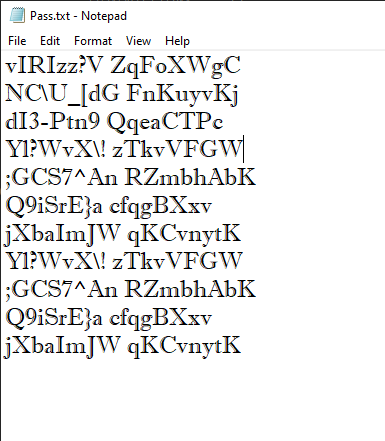 Pass.txt - Notepad
File Edit Format View Help
vIRIzz?V ZqFoXWgC
NC\U_[dG FnKuyvKj
dI3-Ptn9 QqeaCTPc
Yl?WvX\! zTkvVFGW
;GCS7^An RZmbhAbK
Q9iSrE}a cfqgBXxv
jXbaImJW qKCvnytK
Yl?WvX\! zTkvVFGW
;GCS7^An RZmbhAbK
Q9iSrE}a cfqgBXxv
jXbaImJW qKCvnytK